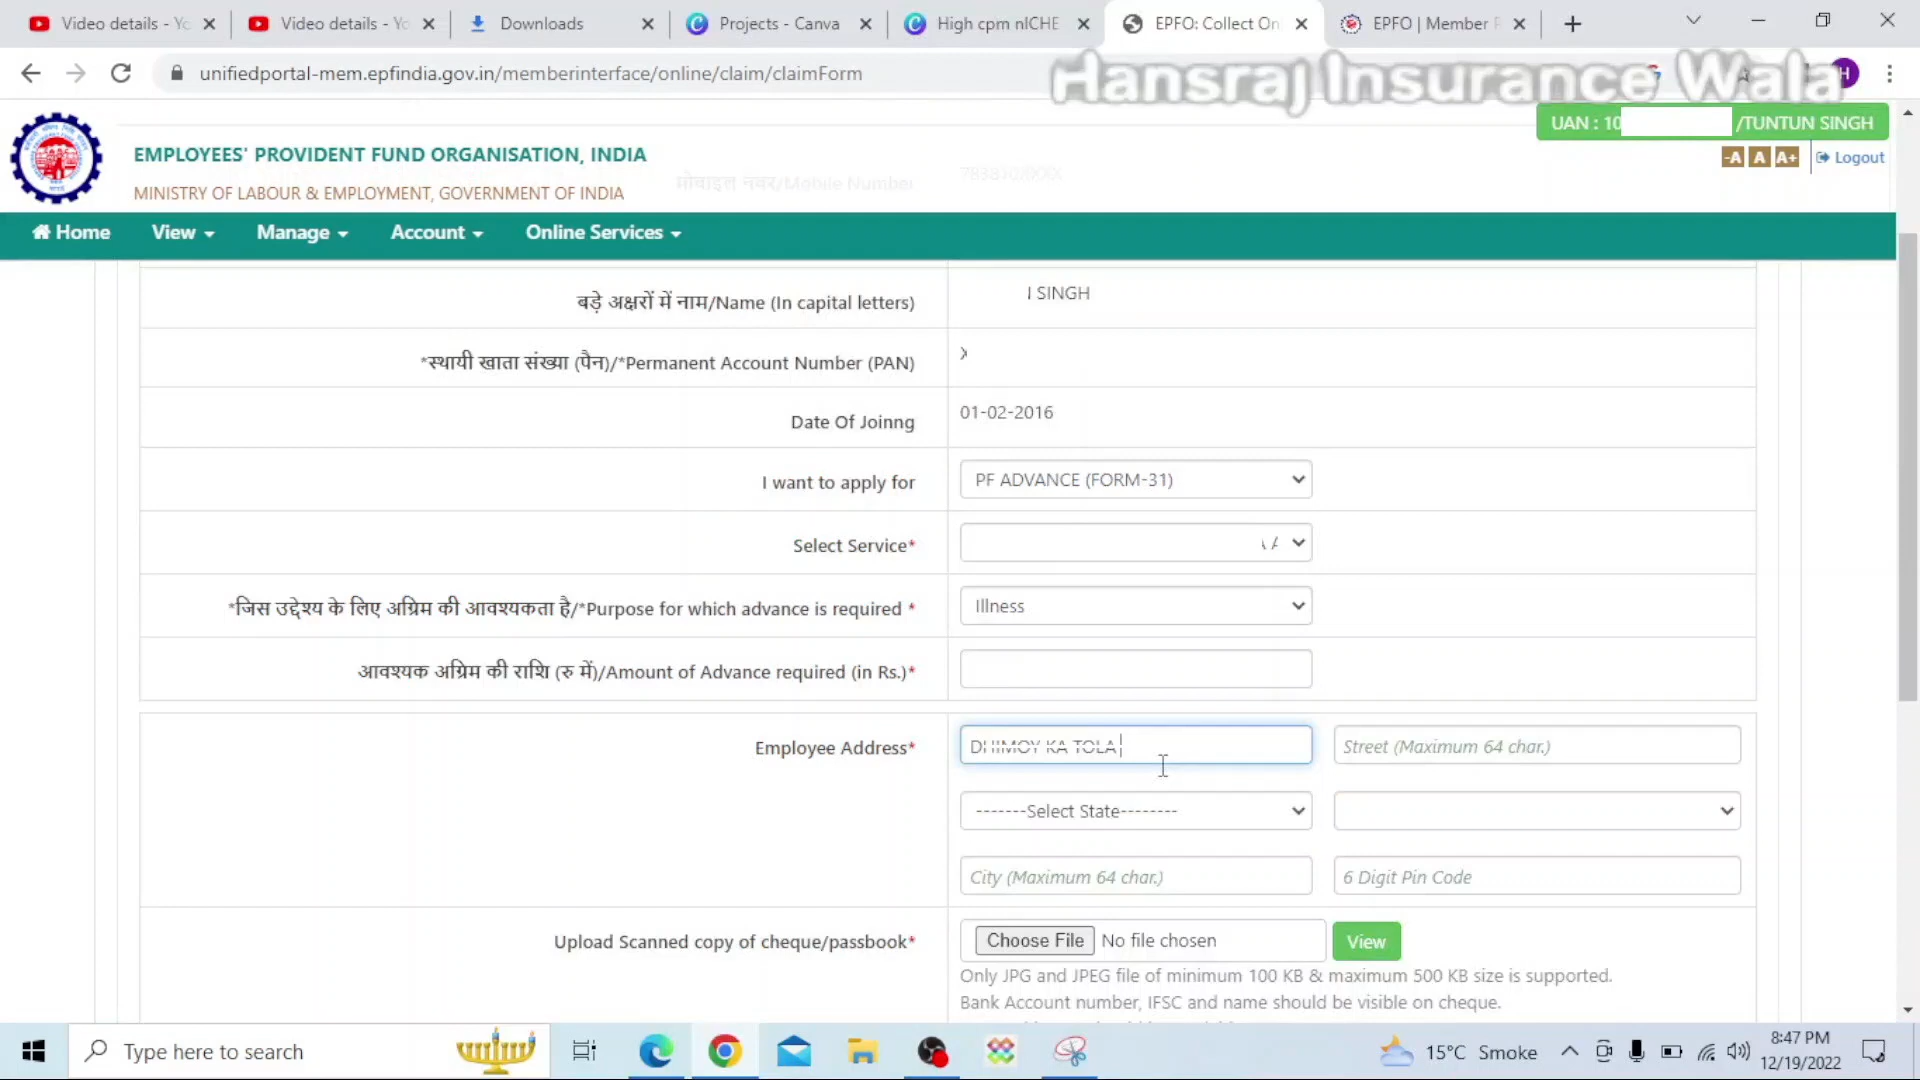 Video details - Yo
Video details - Yo
Downloads
Projects - Canva
High cpm nICHE
EPFO: Collect On
EPFO | Member
unifiedportal-mem.epfindia.gov.in/memberinterface/online/claim/claimForm
Hansraj Insurance Wala
H
UAN : 10 /TUNTUN SINGH
EMPLOYEES' PROVIDENT FUND ORGANISATION, INDIA
-A A A+ Logout
मोबाइल नंबर/Mobile Number
MINISTRY OF LABOUR & EMPLOYMENT, GOVERNMENT OF INDIA
Home View Manage Account Online Services
बड़े अक्षरों में नाम/Name (In capital letters) SINGH
*स्थायी खाता संख्या (पैन)/*Permanent Account Number (PAN)
Date Of Joinng 01-02-2016
I want to apply for PF ADVANCE (FORM-31)
Select Service*
*जिस उद्देश्य के लिए अग्रिम की आवश्यकता है/*Purpose for which advance is required * Illness
आवश्यक अग्रिम की राशि (रु में)/Amount of Advance required (in Rs.)*
Employee Address* KA TOLA Street (Maximum 64 char.)
-------Select State--------
City (Maximum 64 char.) 6 Digit Pin Code
Upload Scanned copy of cheque/passbook* Choose File No file chosen View
Only JPG and JPEG file of minimum 100 KB & maximum 500 KB size is supported.
Bank Account number, IFSC and name should be visible on cheque.
Type here to search
15°C Smoke
8:47 PM
12/19/2022